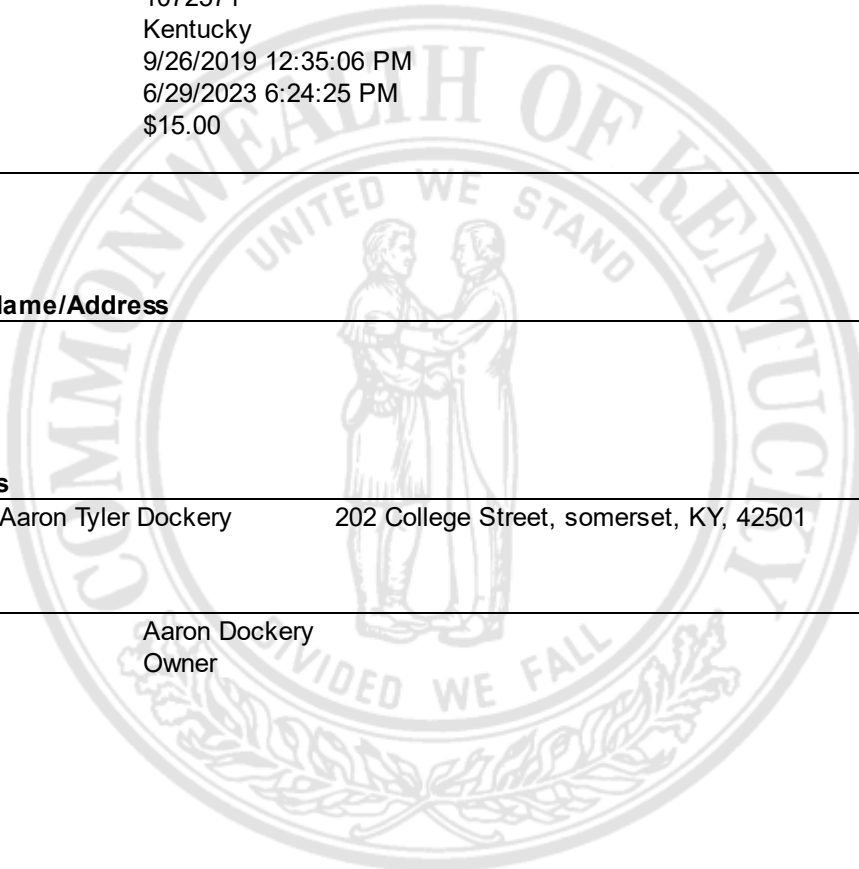 Kentucky
9/26/2019 12:35:06 PM
6/29/2023 6:24:25 PM
$15.00
COMMONWEALTH OF KENTUCKY
UNITED WE STAND
ame/Address
s
Aaron Tyler Dockery 202 College Street, somerset, KY, 42501
Aaron Dockery
Owner
DIVIDED WE FALL